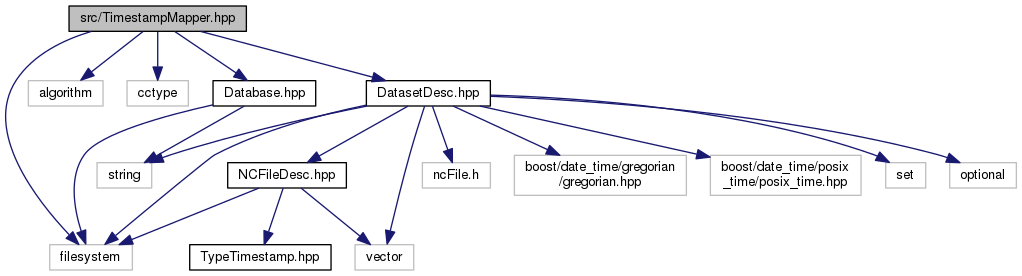 src/TimestampMapper.hpp
algorithm
cctype
Database.hpp
DatasetDesc.hpp
string
NCFileDesc.hpp
ncFile.h
boost/date_time/gregorian
/gregorian.hpp
boost/date_time/posix
_time/posix_time.hpp
set
optional
filesystem
TypeTimestamp.hpp
vector